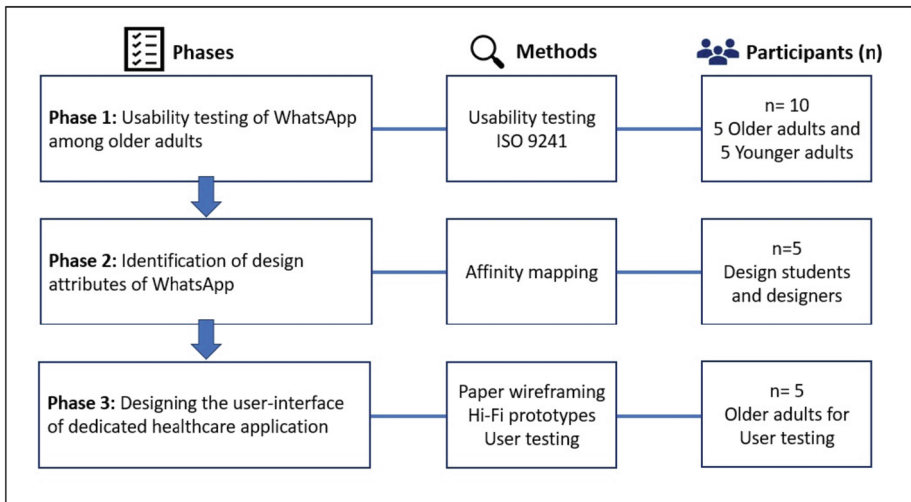 Phases
Methods
Participants (n)
Phase 1: Usability testing of WhatsApp
among older adults
Usability testing
ISO 9241
n= 10
5 Older adults and
5 Younger adults
Phase 2: Identification of design
attributes of WhatsApp
Affinity mapping
n=5
Design students
and designers
Phase 3: Designing the user-interface
of dedicated healthcare application
Paper wireframing
Hi-Fi prototypes
User testing
n= 5
Older adults for
User testing